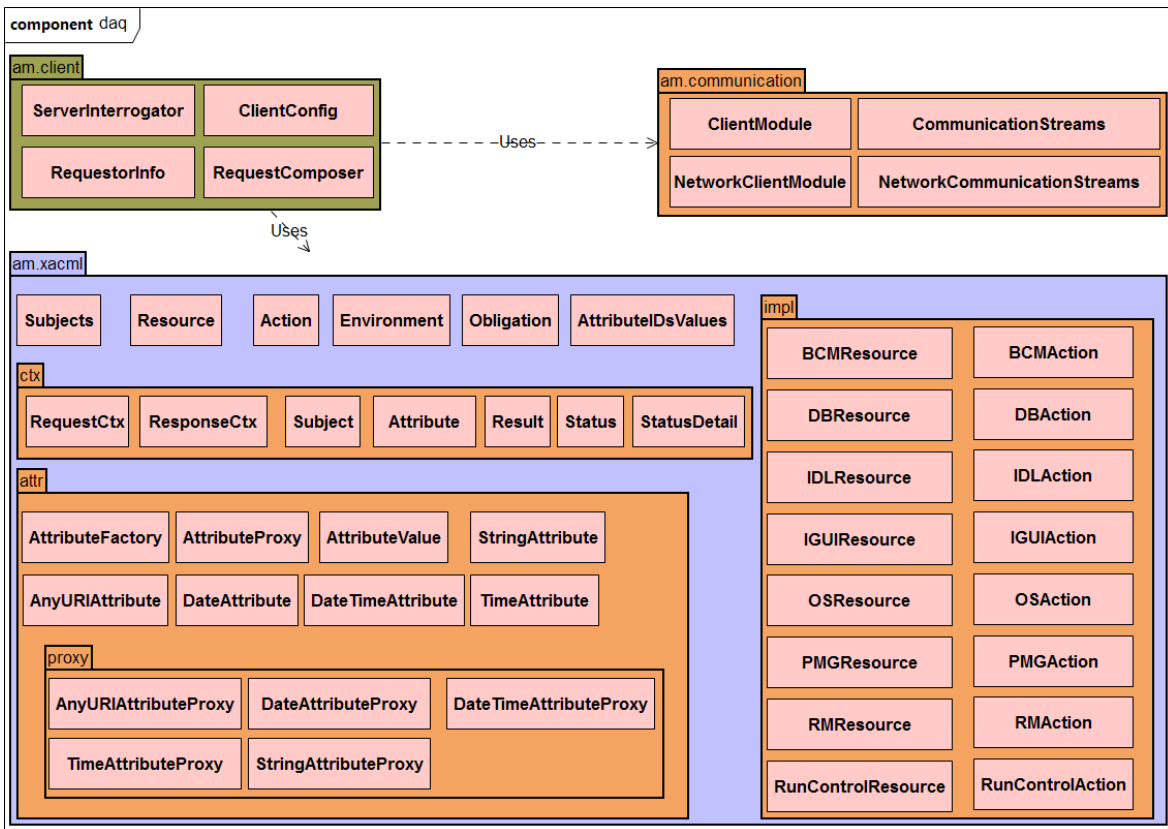 component daq
am.client
ServerInterrogator ClientConfig
RequestorInfo RequestComposer
Uses
am.communication
ClientModule CommunicationStreams
NetworkClientModule NetworkCommunicationStreams
Uses
am.xacml
Subjects Resource Action Environment Obligation AttributeIDsValues
ctx
RequestCtx ResponseCtx Subject Attribute Result Status StatusDetail
attr
AttributeFactory AttributeProxy AttributeValue StringAttribute
AnyURIAttribute DateAttribute DateTimeAttribute TimeAttribute
proxy
AnyURIAttributeProxy DateAttributeProxy DateTimeAttributeProxy
TimeAttributeProxy StringAttributeProxy
impl
BCMResource BCMAction
DBResource DBAction
IDLResource IDLAction
IGUIResource IGUIAction
OSResource OSAction
PMGResource PMGAction
RMResource RMAction
RunControlResource RunControlAction